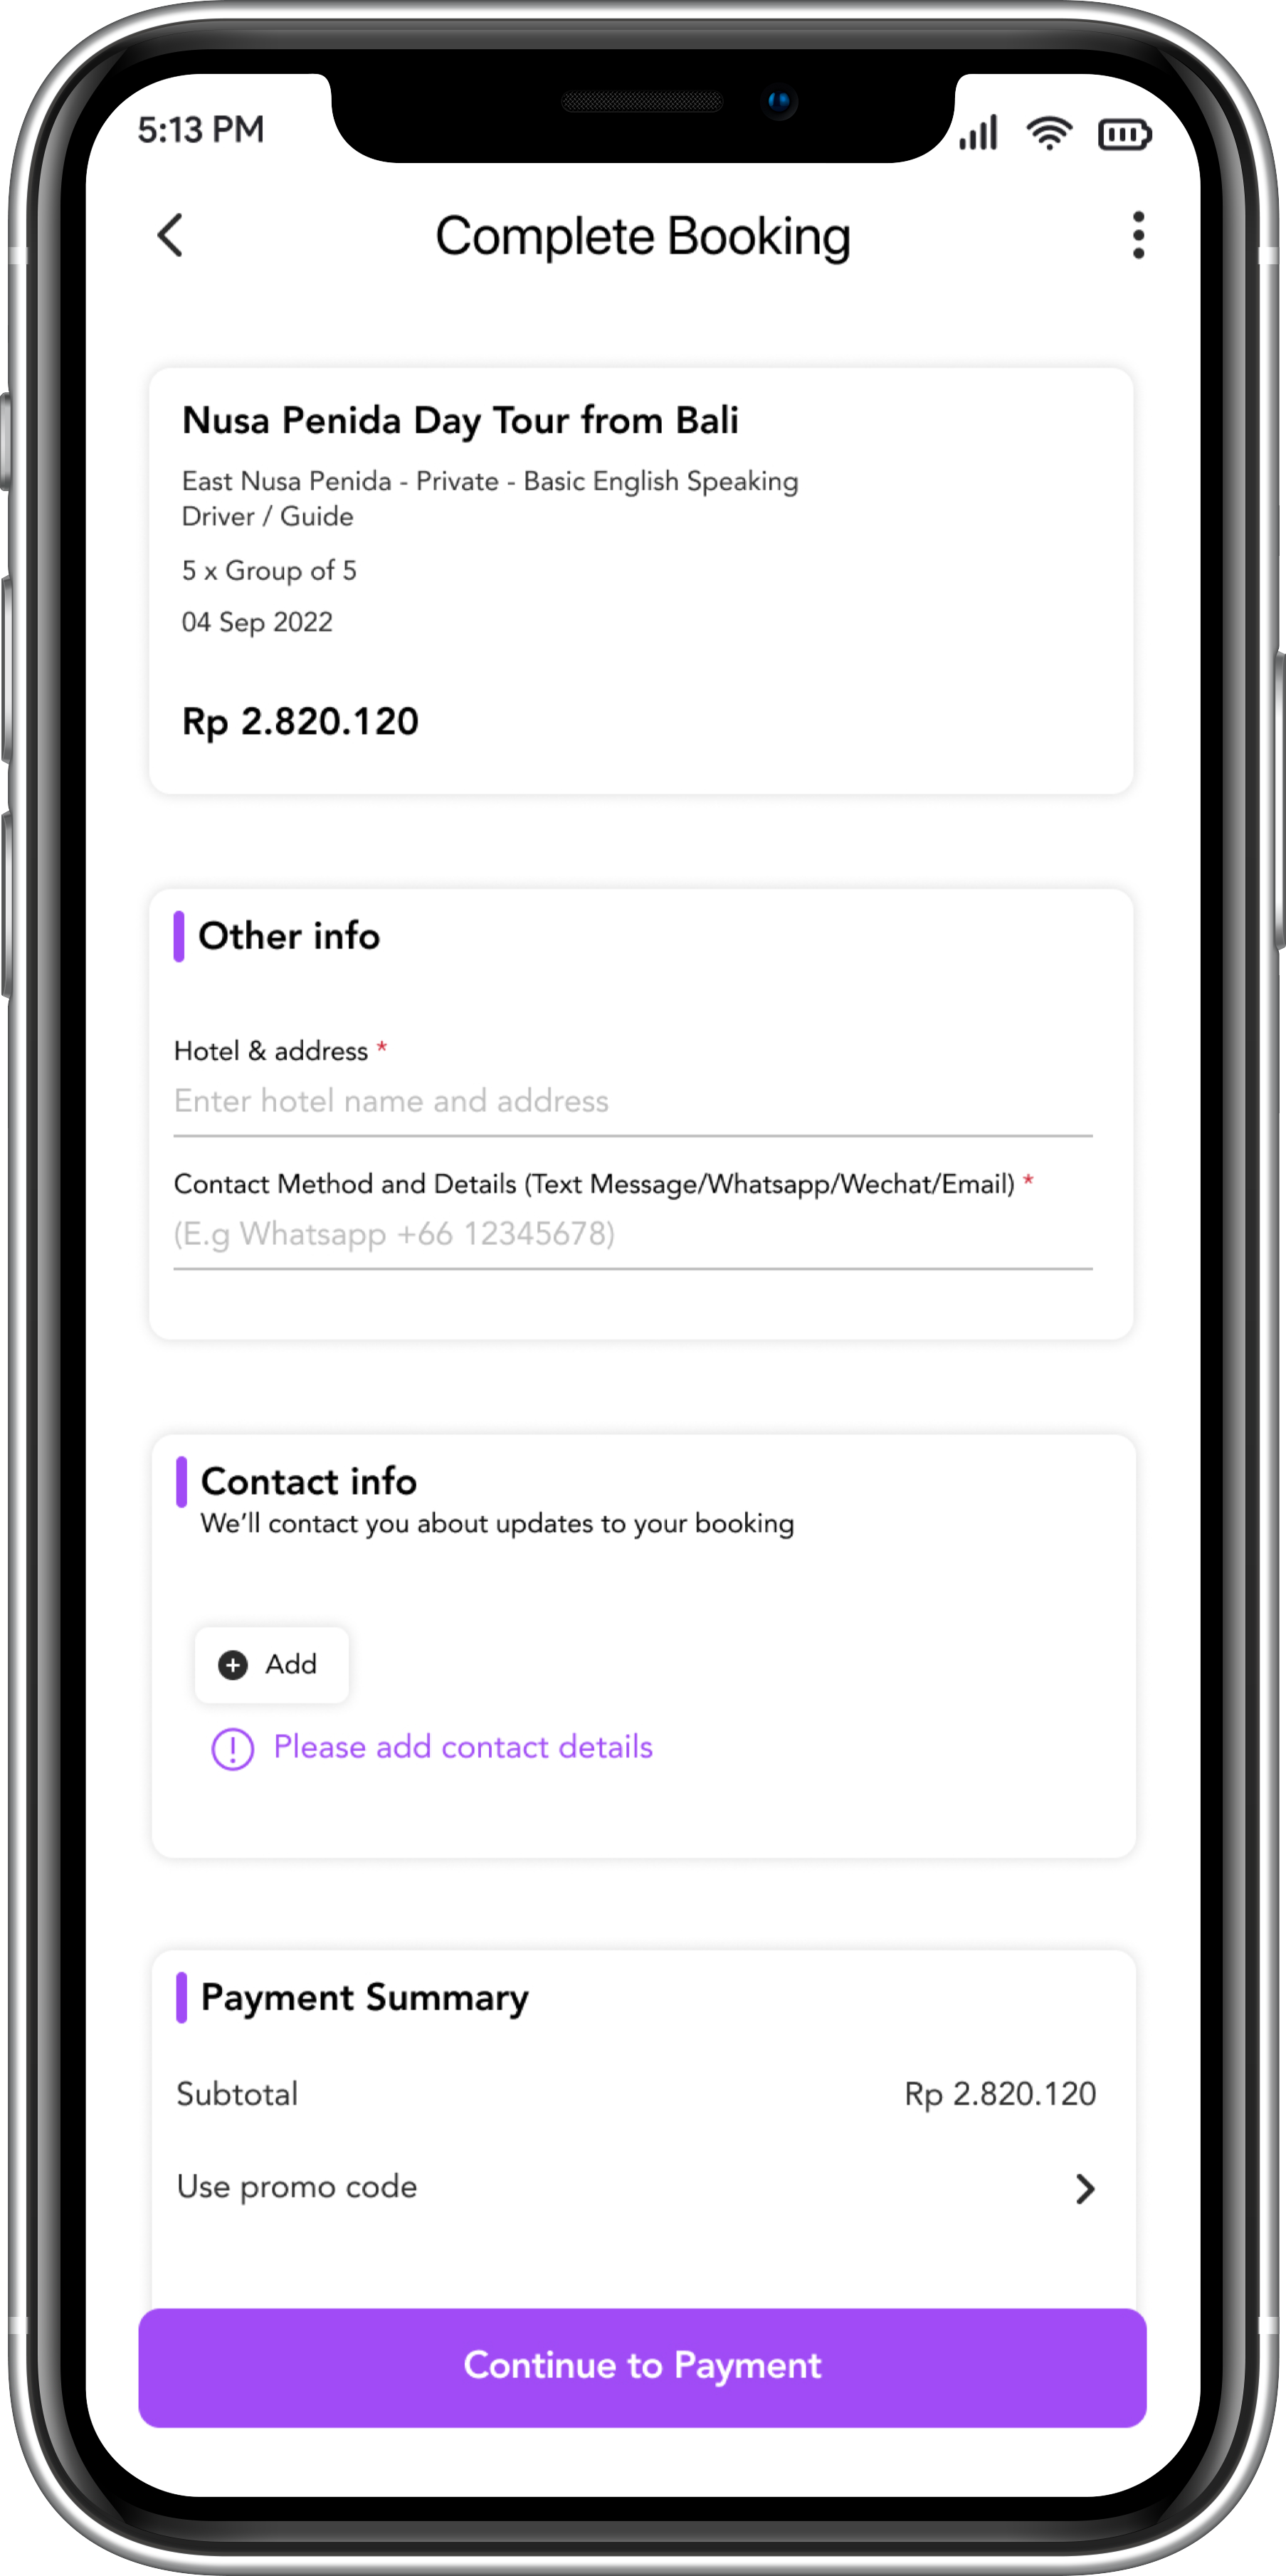 5:13 PM
Complete Booking
Nusa Penida Day Tour from Bali
East Nusa Penida - Private - Basic English Speaking
Driver / Guide
5 x Group of 5
04 Sep 2022
Rp 2.820.120
Other info
Hotel & address *
Enter hotel name and address
Contact Method and Details (Text Message/Whatsapp/Wechat/Email) *
(E.g Whatsapp +66 12345678)
Contact info
We’ll contact you about updates to your booking
Add
Please add contact details
Payment Summary
Subtotal Rp 2.820.120
Use promo code
Continue to Payment